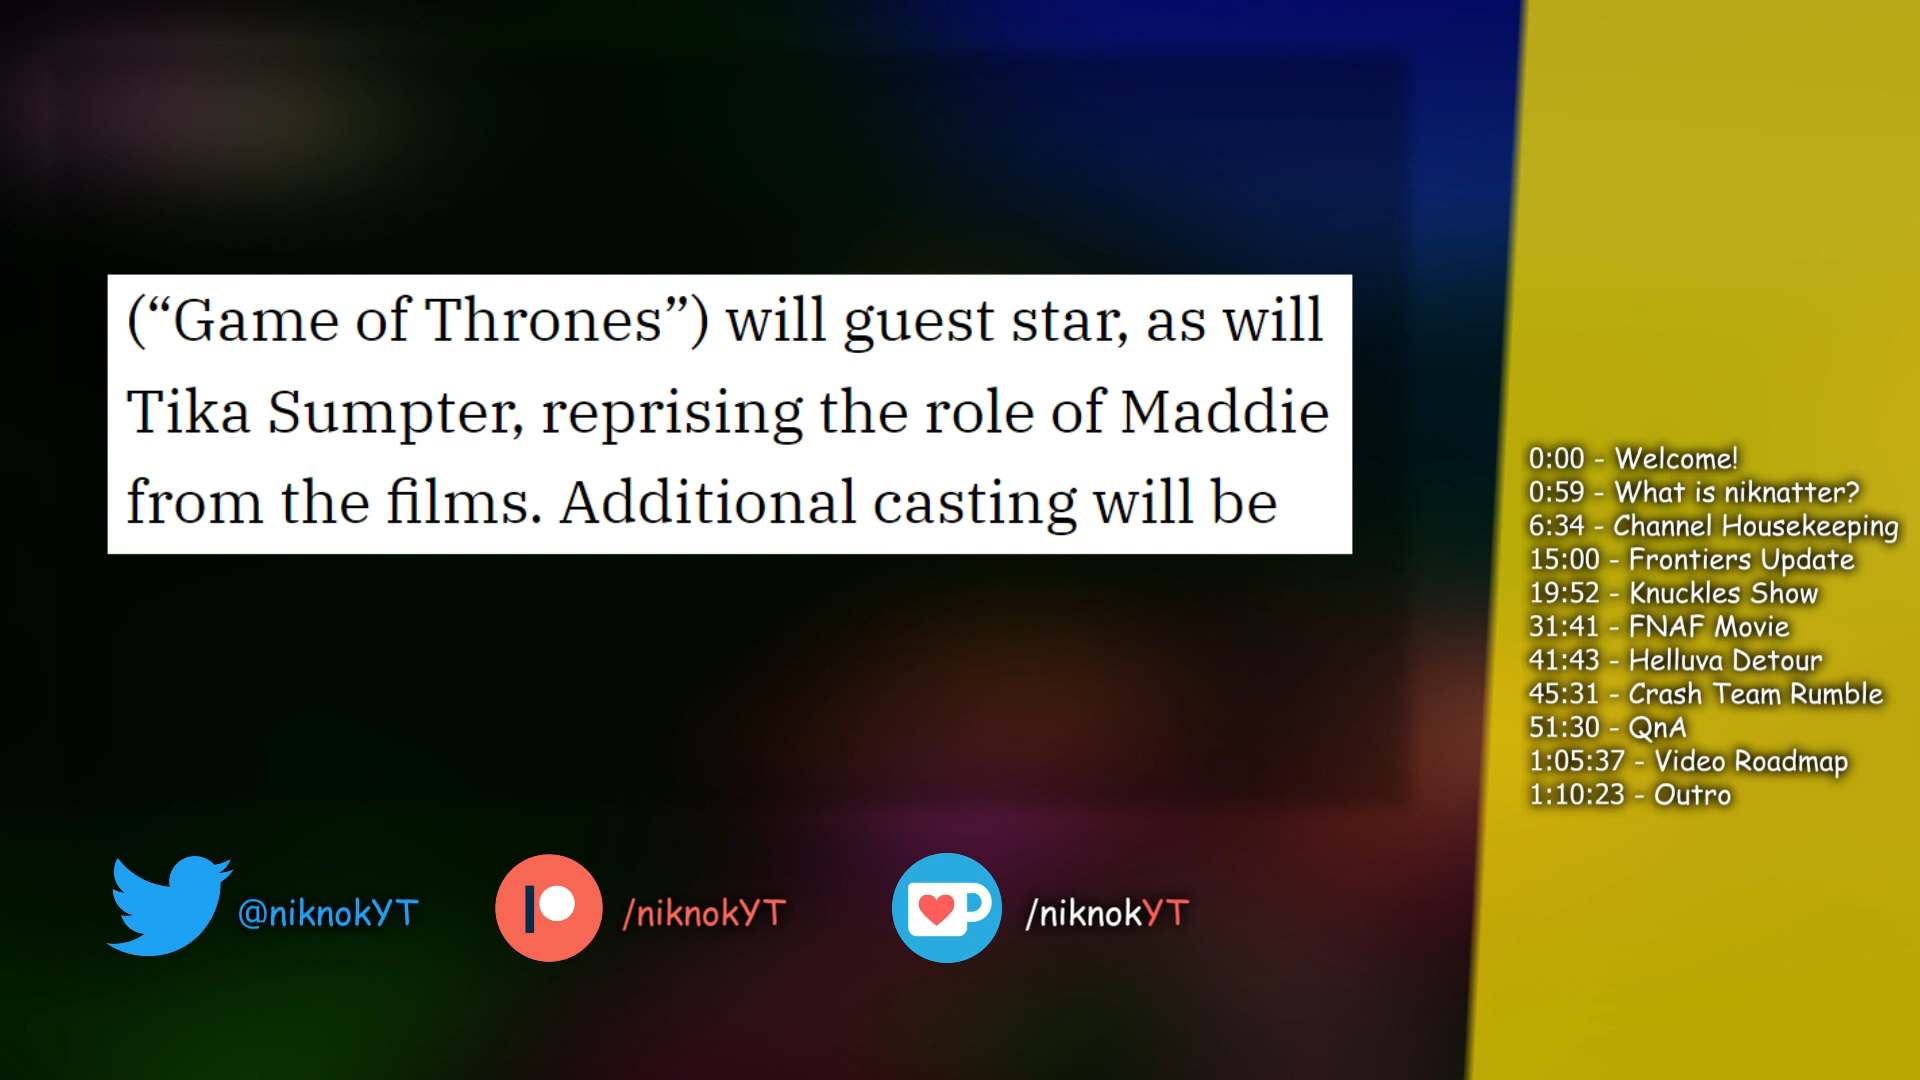 (“Game of Thrones”) will guest star, as will
Tika Sumpter, reprising the role of Maddie
from the films. Additional casting will be
0:00 - Welcome!
0:59 - What is niknatter?
6:34 - Channel Housekeeping
15:00 - Frontiers Update
19:52 - Knuckles Show
31:41 - FNAF Movie
41:43 - Helluva Detour
45:31 - Crash Team Rumble
51:30 - QnA
1:05:37 - Video Roadmap
1:10:23 - Outro
@niknokYT
/niknokYT
/niknokYT